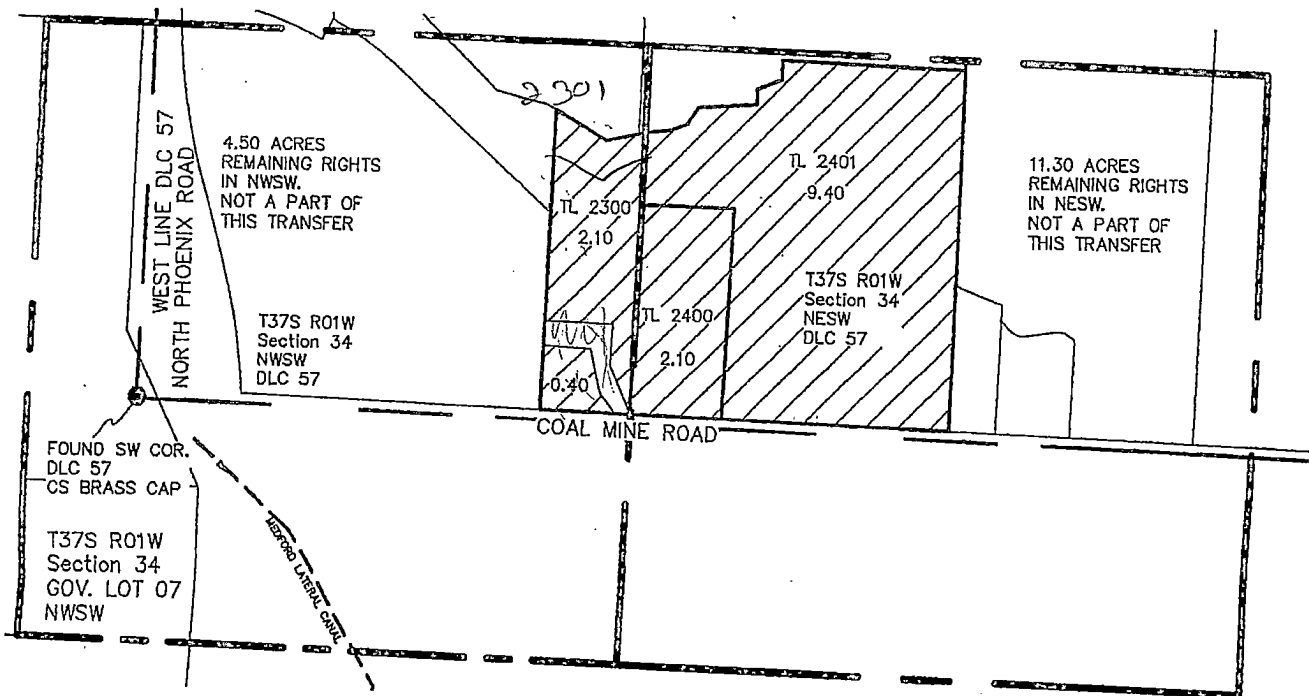 2301
WEST LINE DLC 57
NORTH PHOENIX ROAD
4.50 ACRES
REMAINING RIGHTS
IN NWSW.
NOT A PART OF
THIS TRANSFER
TL 2401
9.40
11.30 ACRES
REMAINING RIGHTS
IN NESW.
NOT A PART OF
THIS TRANSFER
TL 2300
2.10
T37S R01W
Section 34
NESW
DLC 57
T37S R01W
Section 34
NWSW
DLC 57
TL 2400
2.10
0.40
COAL MINE ROAD
FOUND SW COR.
DLC 57
CS BRASS CAP
MEDFORD LATERAL CANAL
T37S R01W
Section 34
GOV. LOT 07
NWSW